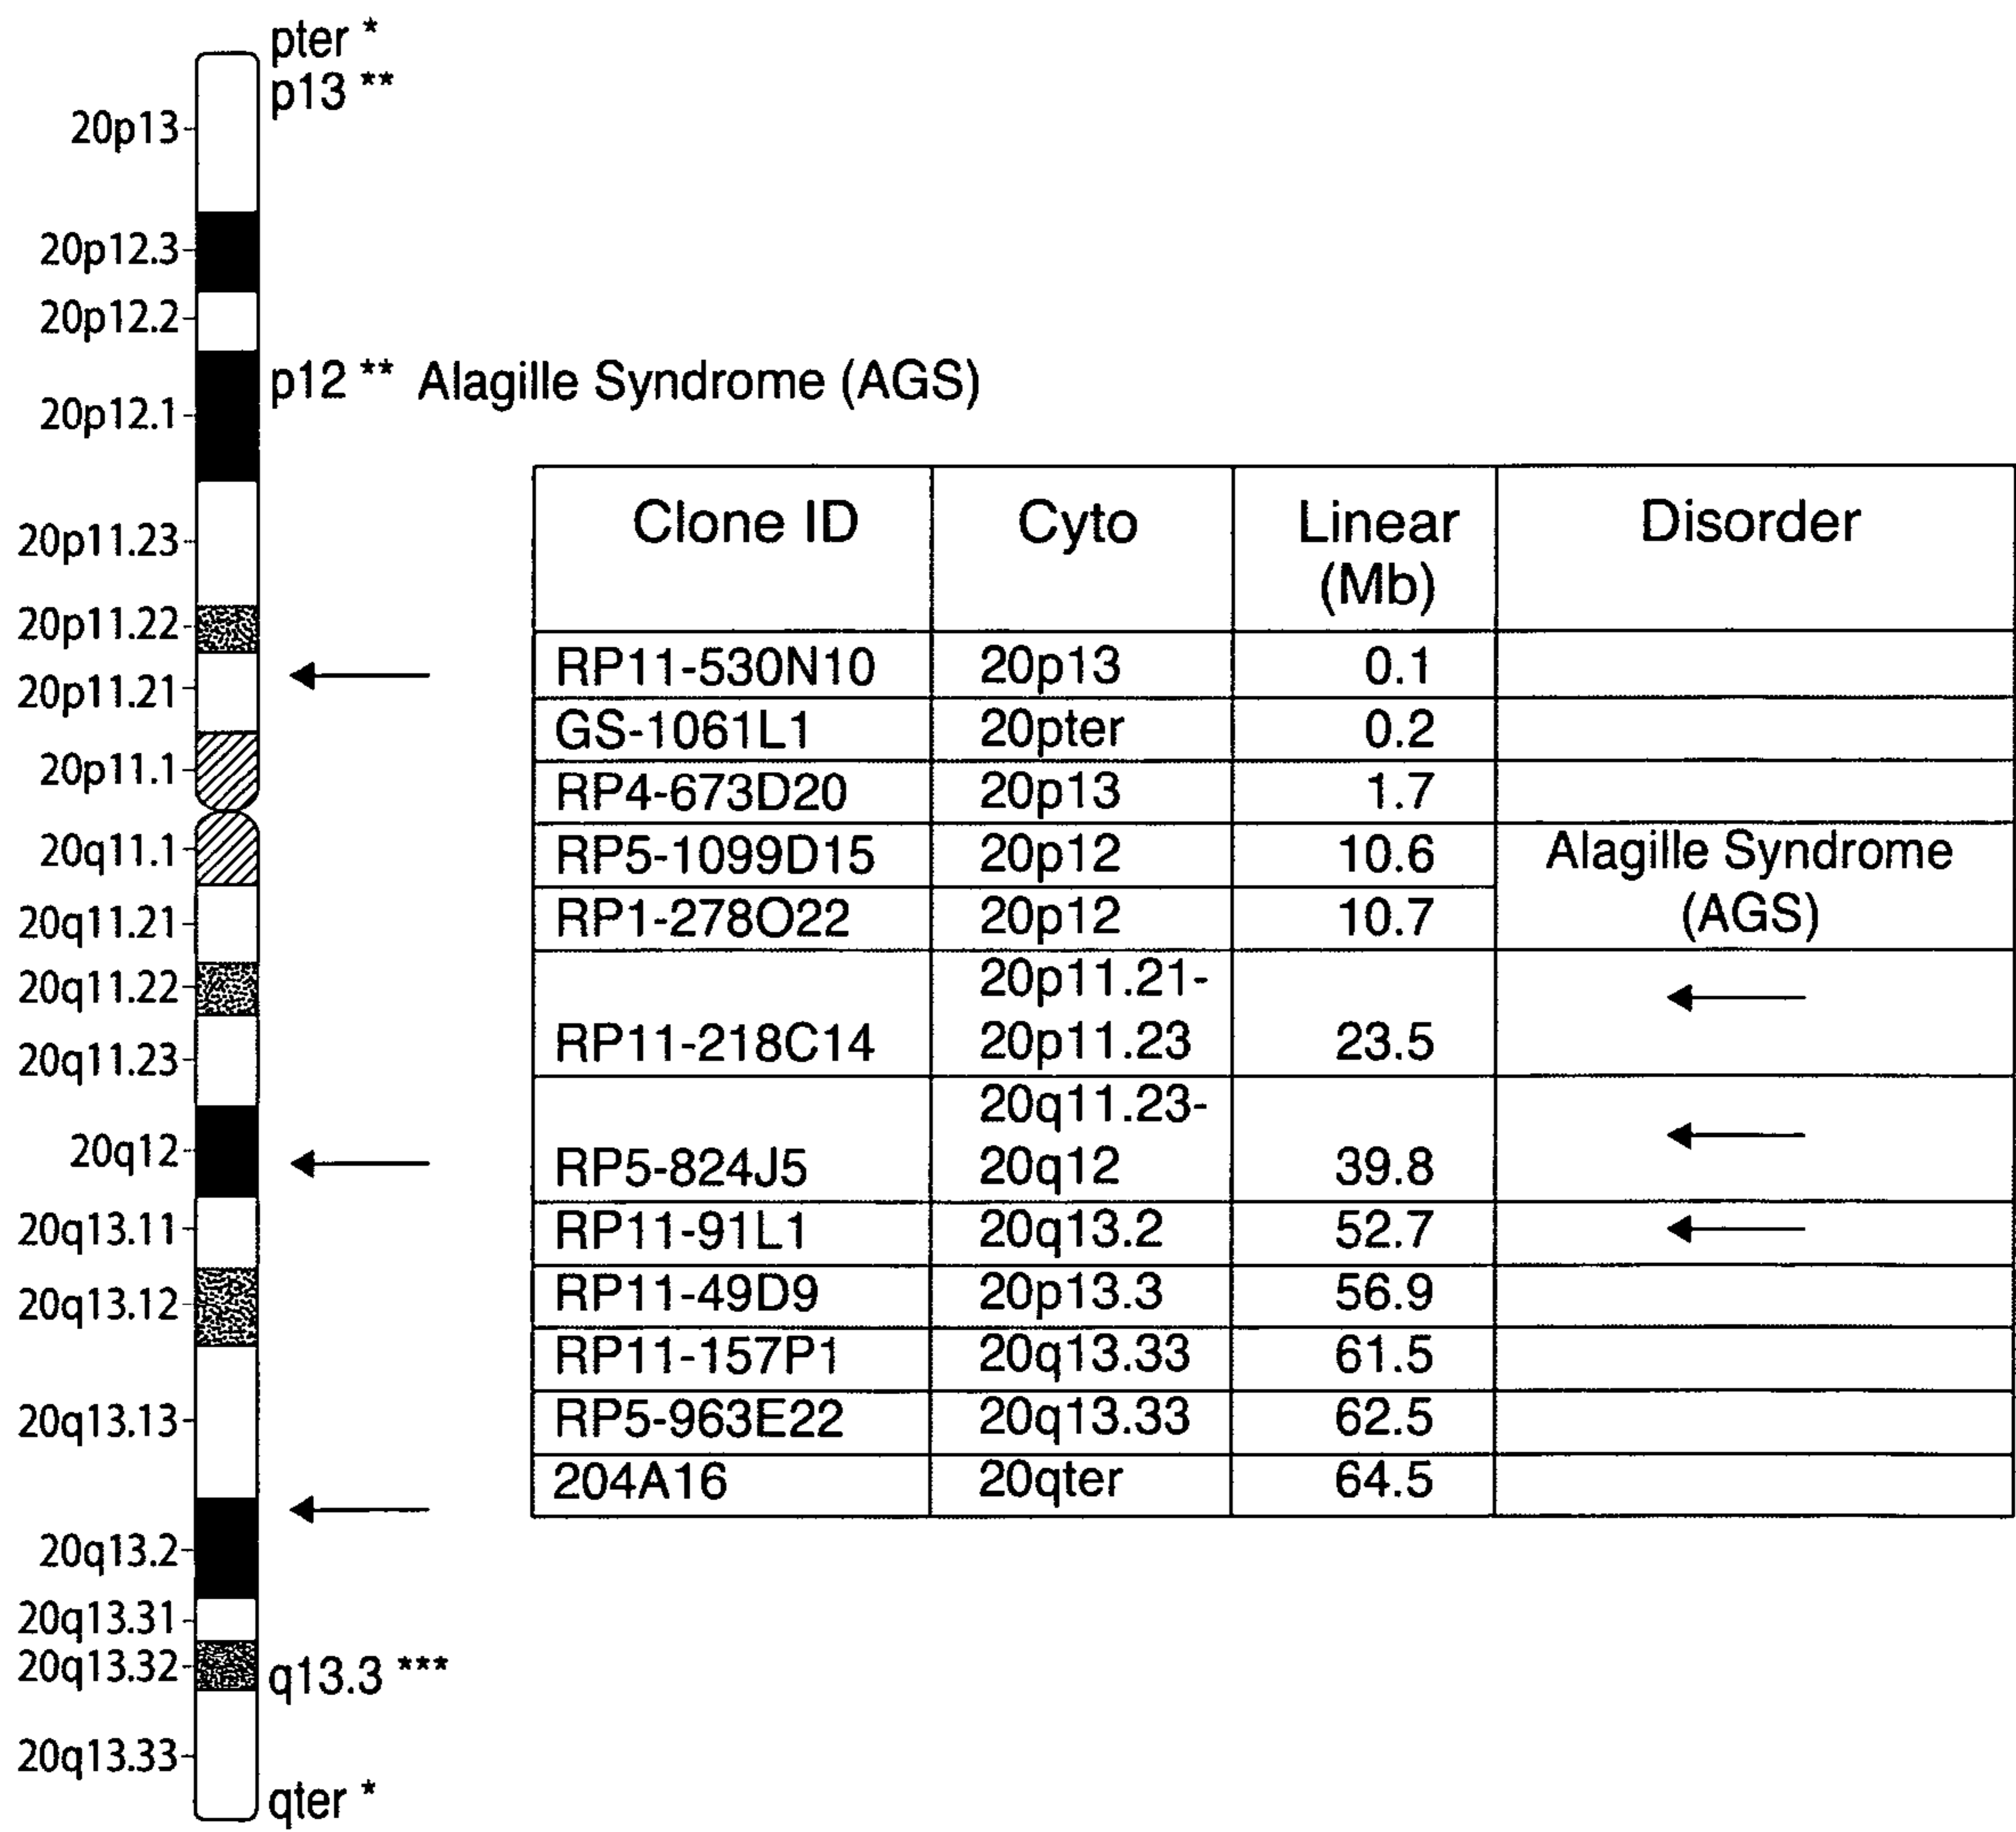 pter *
p13 **
20p13
20p12.3
20p12.2
p12 ** Alagille Syndrome (AGS)
20p12.1
20p11.23
20p11.22
20p11.21
20p11.1
20q11.1
20q11.21
20q11.22
20q11.23
20q12
20q13.11
20q13.12
20q13.13
20q13.2
20q13.31
20q13.32
q13.3 ***
20q13.33
qter *
Clone ID Cyto Linear (Mb) Disorder
RP11-530N10 20p13 0.1
GS-1061L1 20pter 0.2
RP4-673D20 20p13 1.7
RP5-1099D15 20p12 10.6 Alagille Syndrome
RP1-278O22 20p12 10.7 (AGS)
20p11.21-
RP11-218C14 20p11.23 23.5
20q11.23-
RP5-824J5 20q12 39.8
RP11-91L1 20q13.2 52.7
RP11-49D9 20p13.3 56.9
RP11-157P1 20q13.33 61.5
RP5-963E22 20q13.33 62.5
204A16 20qter 64.5